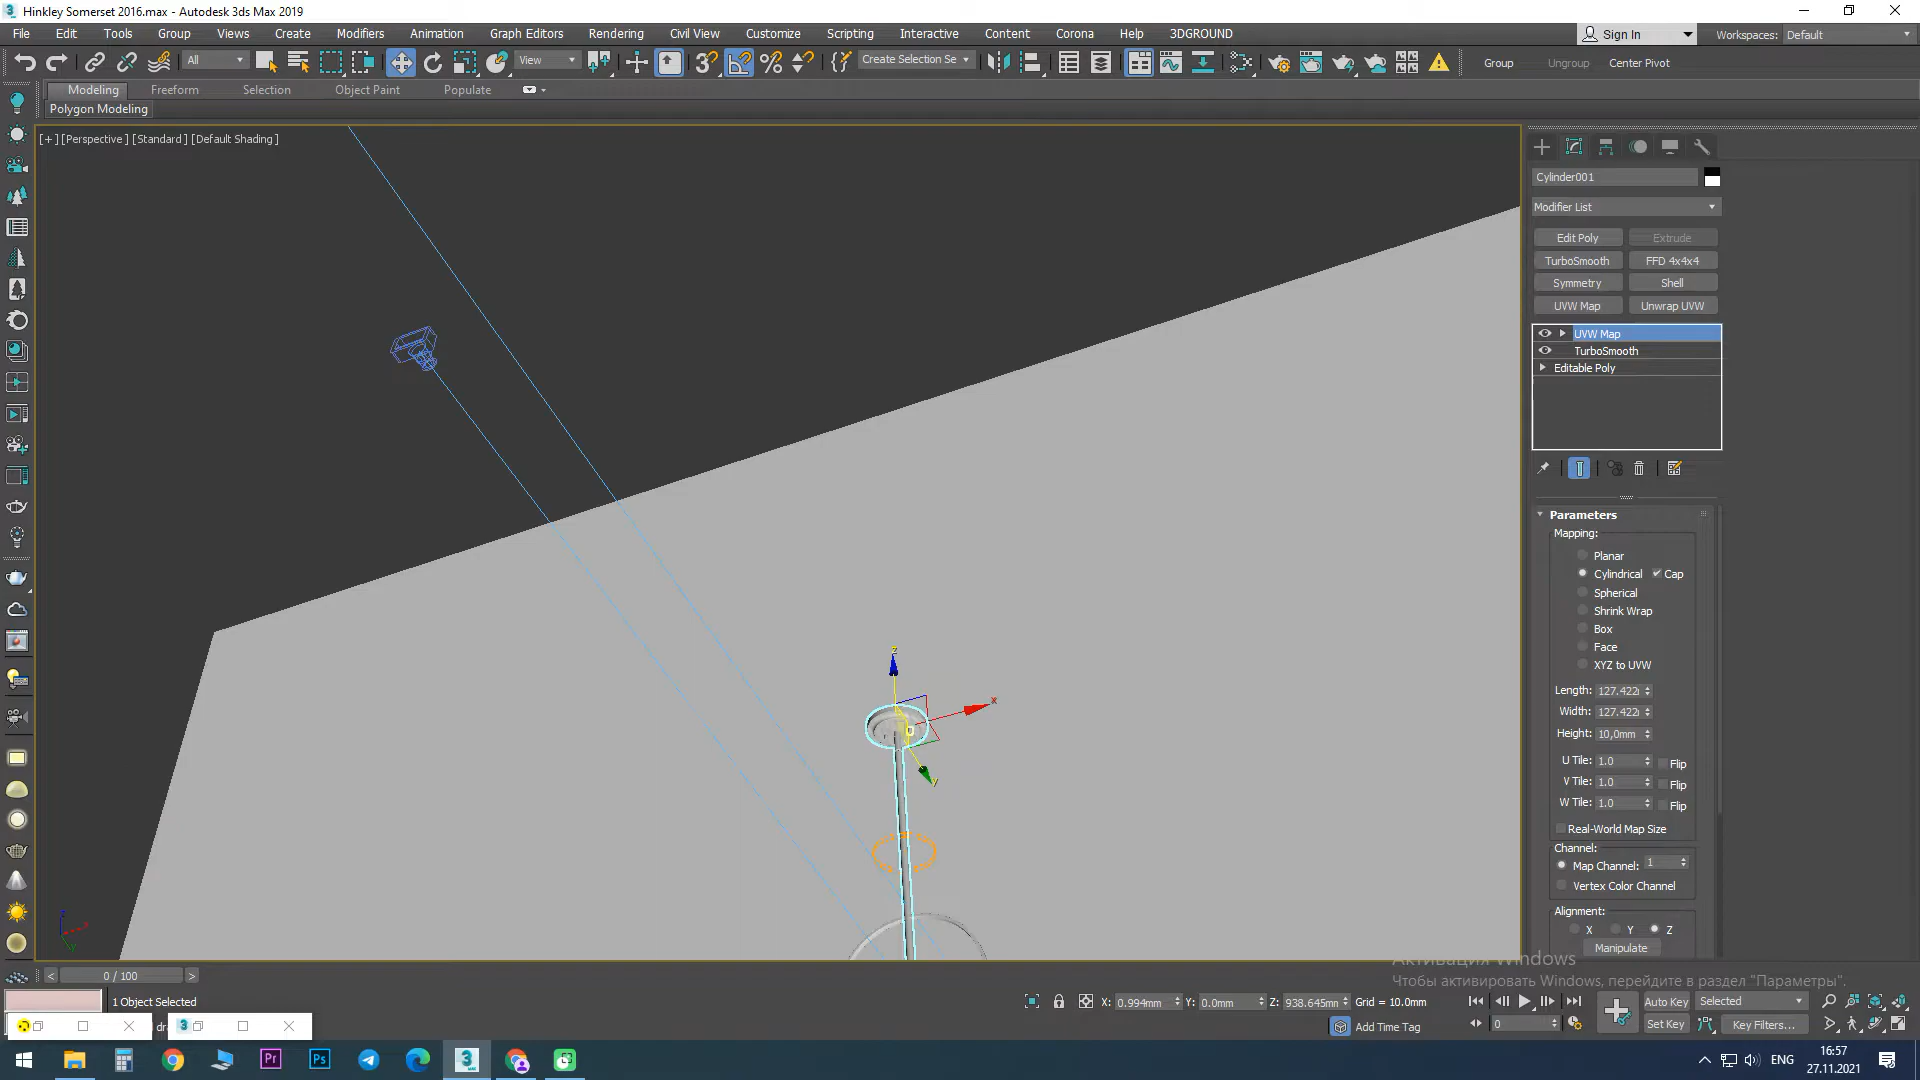 Hinkley Somerset 2016.max - Autodesk 3ds Max 2019
File Edit Tools Group Views Create Modifiers Animation Graph Editors Rendering Civil View Customize Scripting Interactive Content Corona Help 3DGROUND
Sign In
Workspaces: Default
All
View
Create Selection Se
Group Ungroup Center Pivot
Modeling Freeform Selection Object Paint Populate
Polygon Modeling
[+] [Perspective] [Standard] [Default Shading]
Cylinder001
Modifier List
Edit Poly Extrude
TurboSmooth FFD 4x4x4
Symmetry Shell
UVW Map Unwrap UVW
UVW Map
TurboSmooth
Editable Poly
Parameters
Mapping:
Planar
Cylindrical Cap
Spherical
Shrink Wrap
Box
Face
XYZ to UVW
Length: 127.422
Width: 127.422
Height: 10,0mm
U Tile: 1.0 Flip
V Tile: 1.0 Flip
W Tile: 1.0 Flip
Real-World Map Size
Channel:
Map Channel: 1
Vertex Color Channel
Alignment:
X Y Z
Manipulate
z
x
y
Активация Windows
Чтобы активировать Windows, перейдите в раздел "Параметры".
< 0 / 100 >
1 Object Selected
X: 0.994mm Y: 0.0mm Z: 938.645mm Grid = 10.0mm
Add Time Tag
Auto Key Selected
0
Set Key Key Filters...
ENG
16:57
27.11.2021